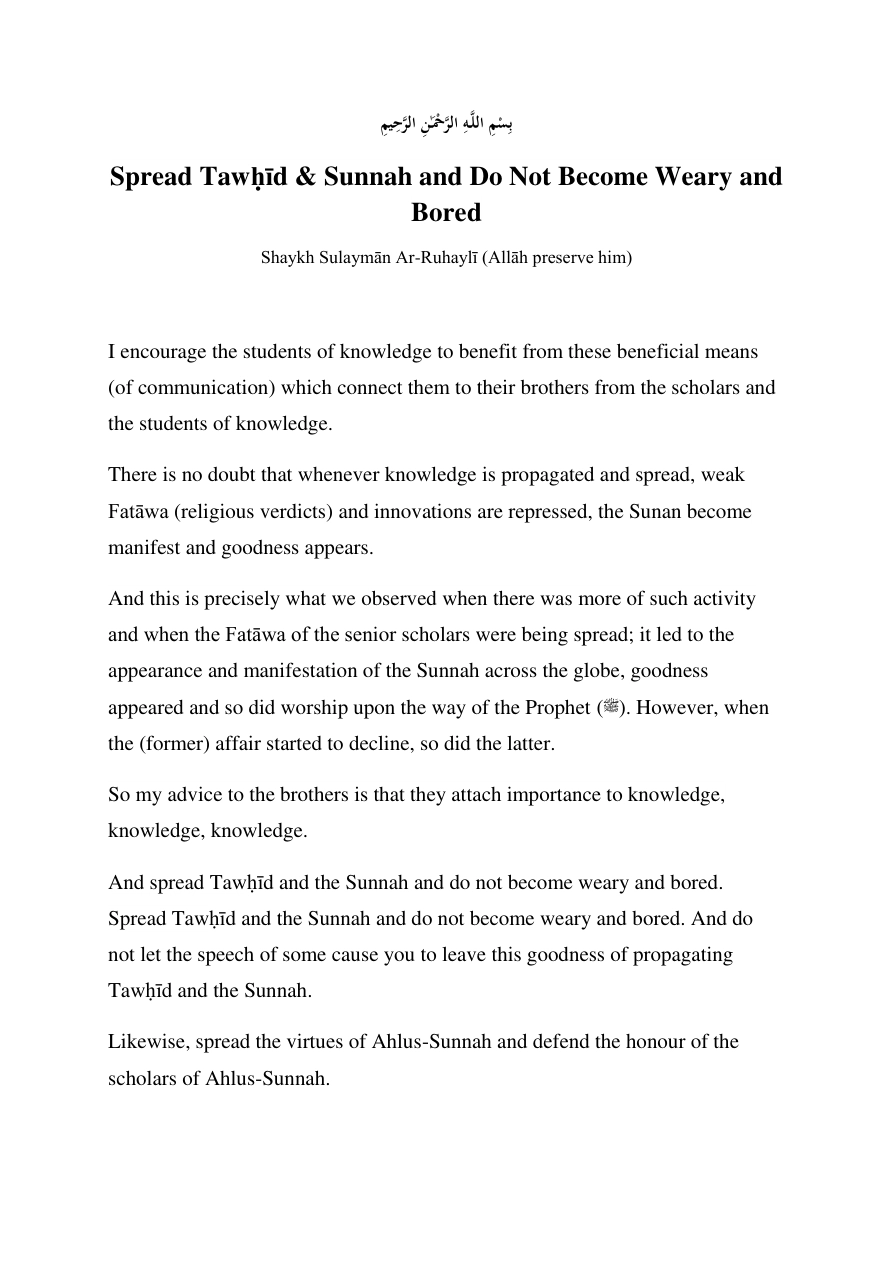 بِسْمِ اللَّهِ الرَّحْمَٰنِ الرَّحِيمِ
Spread Tawḥīd & Sunnah and Do Not Become Weary and
Bored
Shaykh Sulaymān Ar-Ruhaylī (Allāh preserve him)
I encourage the students of knowledge to benefit from these beneficial means
(of communication) which connect them to their brothers from the scholars and
the students of knowledge.
There is no doubt that whenever knowledge is propagated and spread, weak
Fatāwa (religious verdicts) and innovations are repressed, the Sunan become
manifest and goodness appears.
And this is precisely what we observed when there was more of such activity
and when the Fatāwa of the senior scholars were being spread; it led to the
appearance and manifestation of the Sunnah across the globe, goodness
appeared and so did worship upon the way of the Prophet (ﷺ). However, when
the (former) affair started to decline, so did the latter.
So my advice to the brothers is that they attach importance to knowledge,
knowledge, knowledge.
And spread Tawḥīd and the Sunnah and do not become weary and bored.
Spread Tawḥīd and the Sunnah and do not become weary and bored. And do
not let the speech of some cause you to leave this goodness of propagating
Tawḥīd and the Sunnah.
Likewise, spread the virtues of Ahlus-Sunnah and defend the honour of the
scholars of Ahlus-Sunnah.